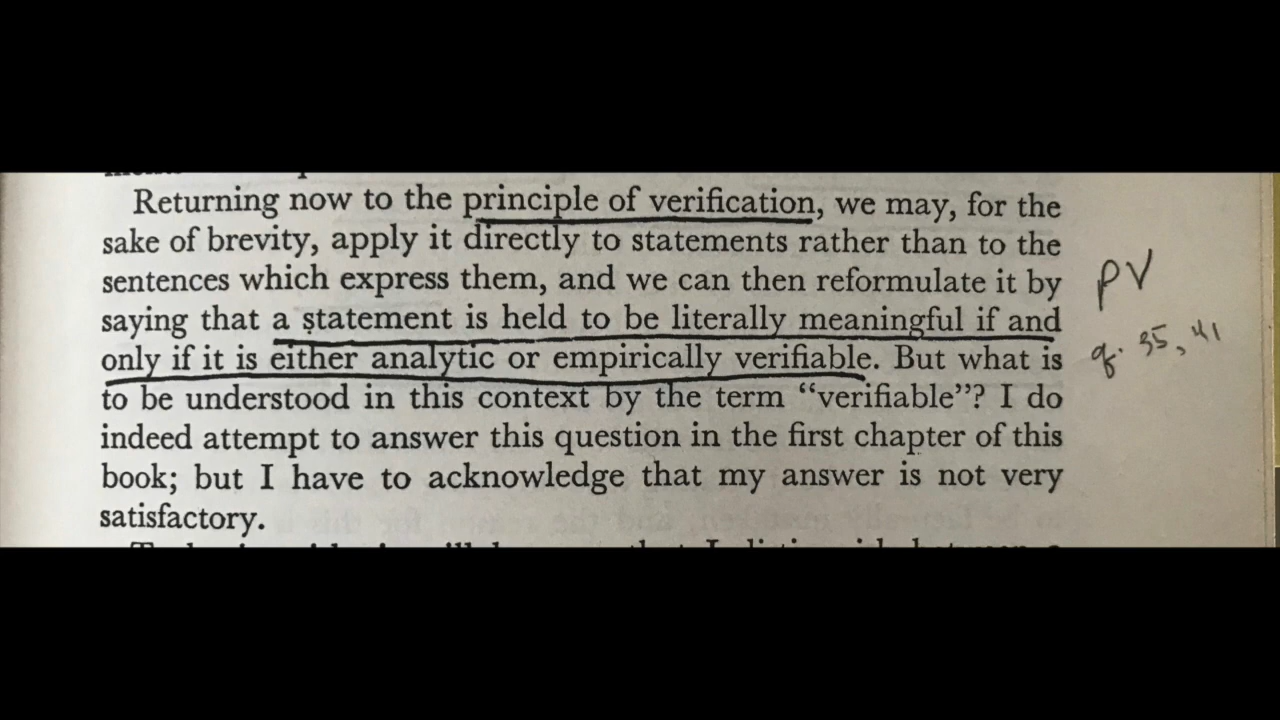 Returning now to the principle of verification, we may, for the
sake of brevity, apply it directly to statements rather than to the
sentences which express them, and we can then reformulate it by
saying that a statement is held to be literally meaningful if and
only if it is either analytic or empirically verifiable. But what is
to be understood in this context by the term “verifiable”? I do
indeed attempt to answer this question in the first chapter of this
book; but I have to acknowledge that my answer is not very
satisfactory.
PV
35, 41